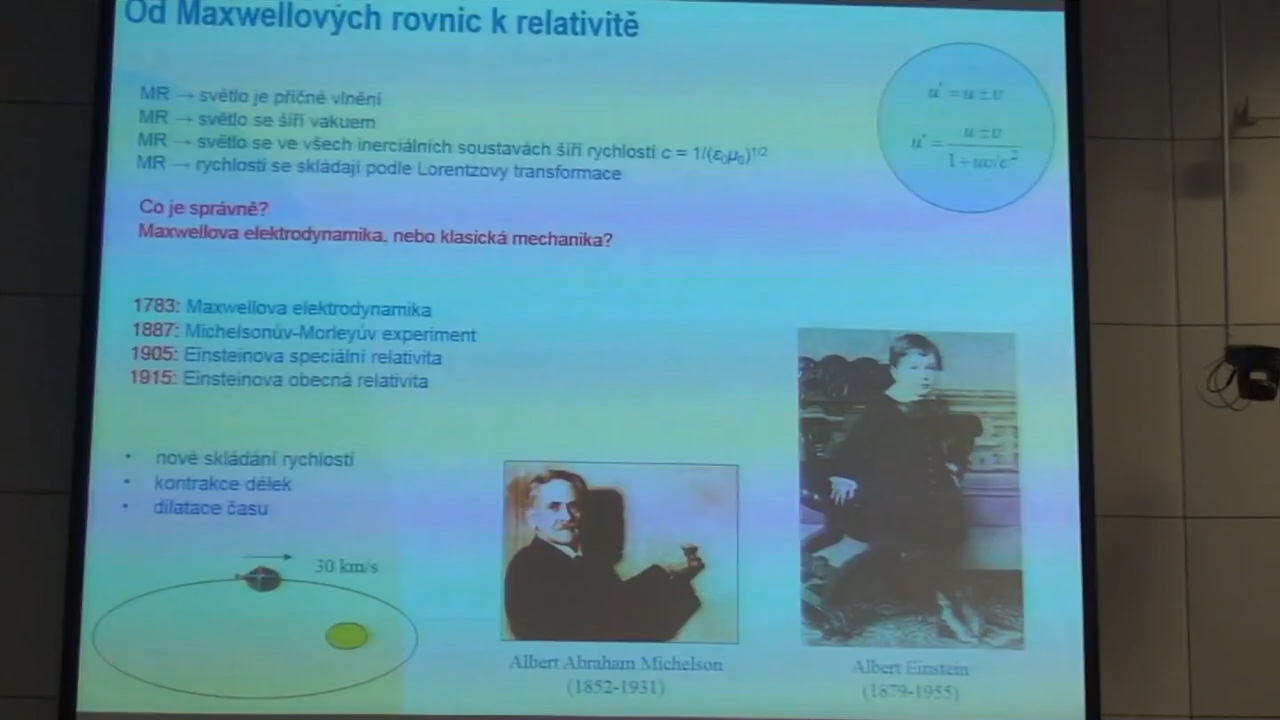 Od Maxwellových rovnic k relativitě
MR → světlo je příčné vlnění
MR → světlo se šíří vakuem
MR → světlo se ve všech inerciálních soustavách šíří rychlostí c = 1/(ε₀μ₀)¹/²
MR → rychlosti se skládají podle Lorentzovy transformace
u' = u ± v
u' = (u ± v) / (1 ± uv/c²)
Co je správně?
Maxwellova elektrodynamika, nebo klasická mechanika?
1783: Maxwellova elektrodynamika
1887: Michelsonův-Morleyův experiment
1905: Einsteinova speciální relativita
1915: Einsteinova obecná relativita
• nové skládání rychlostí
• kontrakce délek
• dilatace času
30 km/s
Albert Abraham Michelson
(1852-1931)
Albert Einstein
(1879-1955)